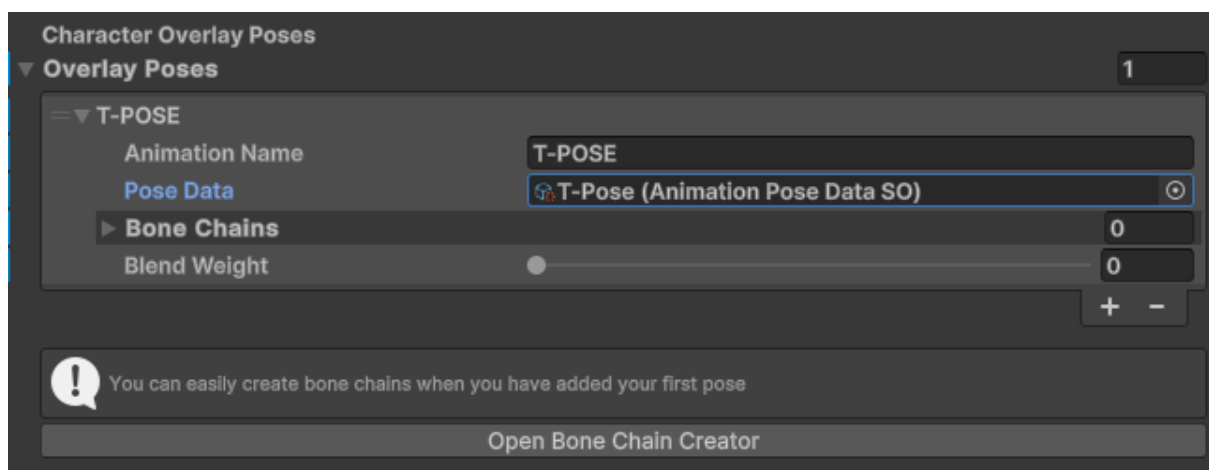 Character Overlay Poses
Overlay Poses 1
T-POSE
Animation Name T-POSE
Pose Data T-Pose (Animation Pose Data SO)
Bone Chains 0
Blend Weight 0
+ -
You can easily create bone chains when you have added your first pose
Open Bone Chain Creator